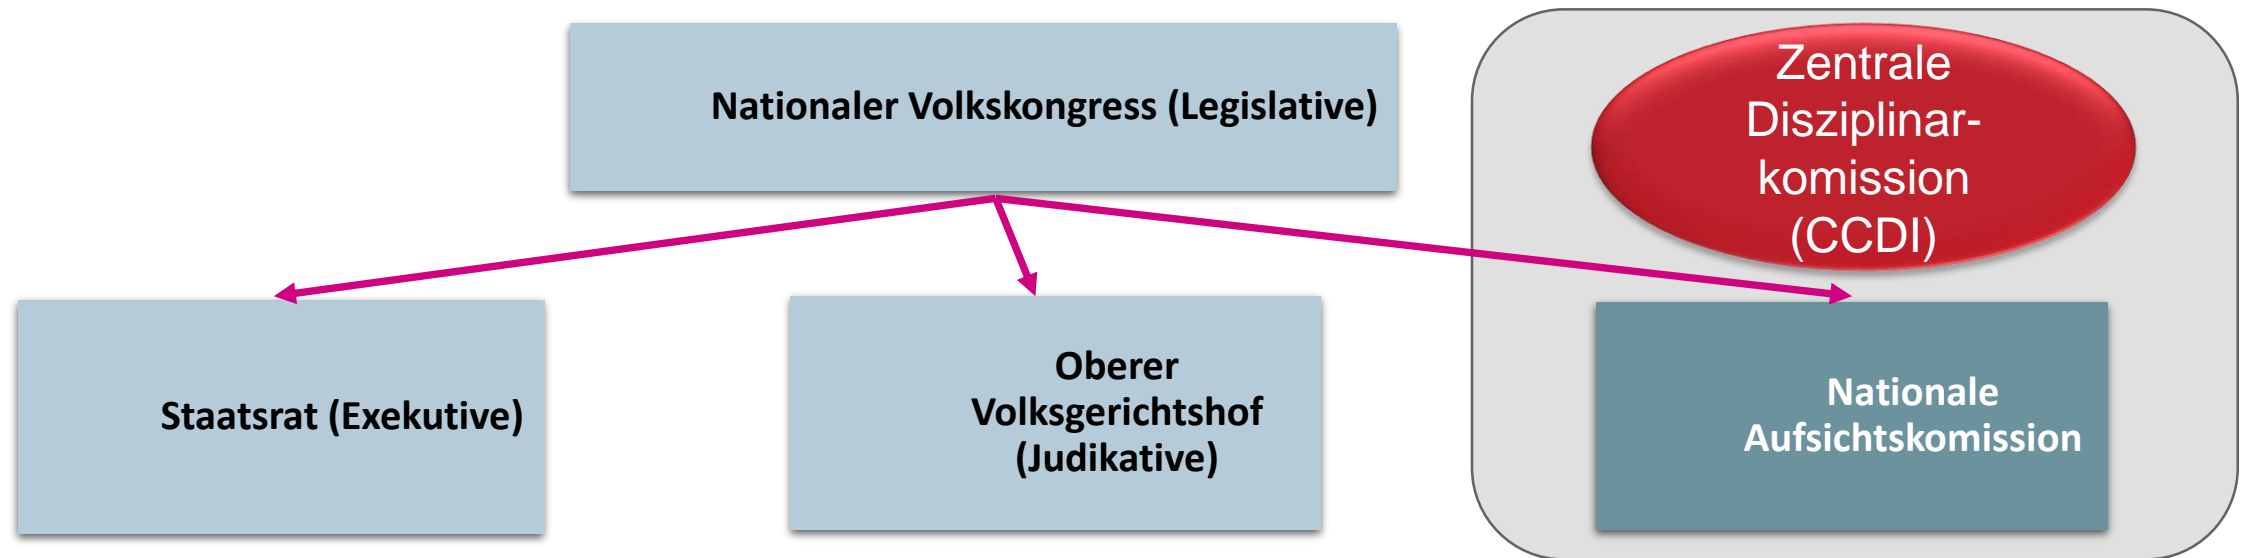 Nationaler Volkskongress (Legislative)
Zentrale
Disziplinar-
komission
(CCDI)
Staatsrat (Exekutive)
Oberer
Volksgerichtshof
(Judikative)
Nationale
Aufsichtskomission